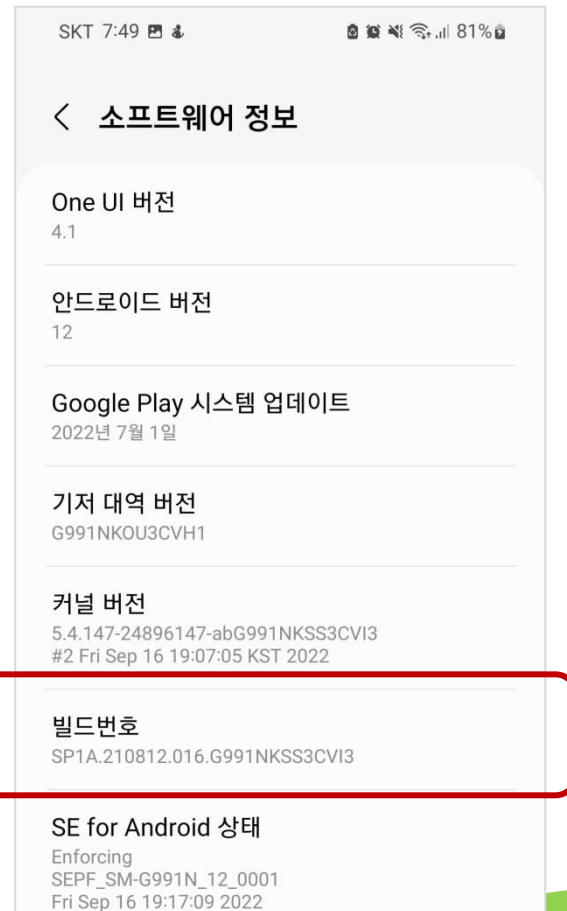 SKT 7:49
81%
소프트웨어 정보
One UI 버전
4.1
안드로이드 버전
12
Google Play 시스템 업데이트
2022년 7월 1일
기저 대역 버전
G991NKOU3CVH1
커널 버전
5.4.147-24896147-abG991NKSS3CVI3
#2 Fri Sep 16 19:07:05 KST 2022
빌드번호
SP1A.210812.016.G991NKSS3CVI3
SE for Android 상태
Enforcing
SEPF_SM-G991N_12_0001
Fri Sep 16 19:17:09 2022